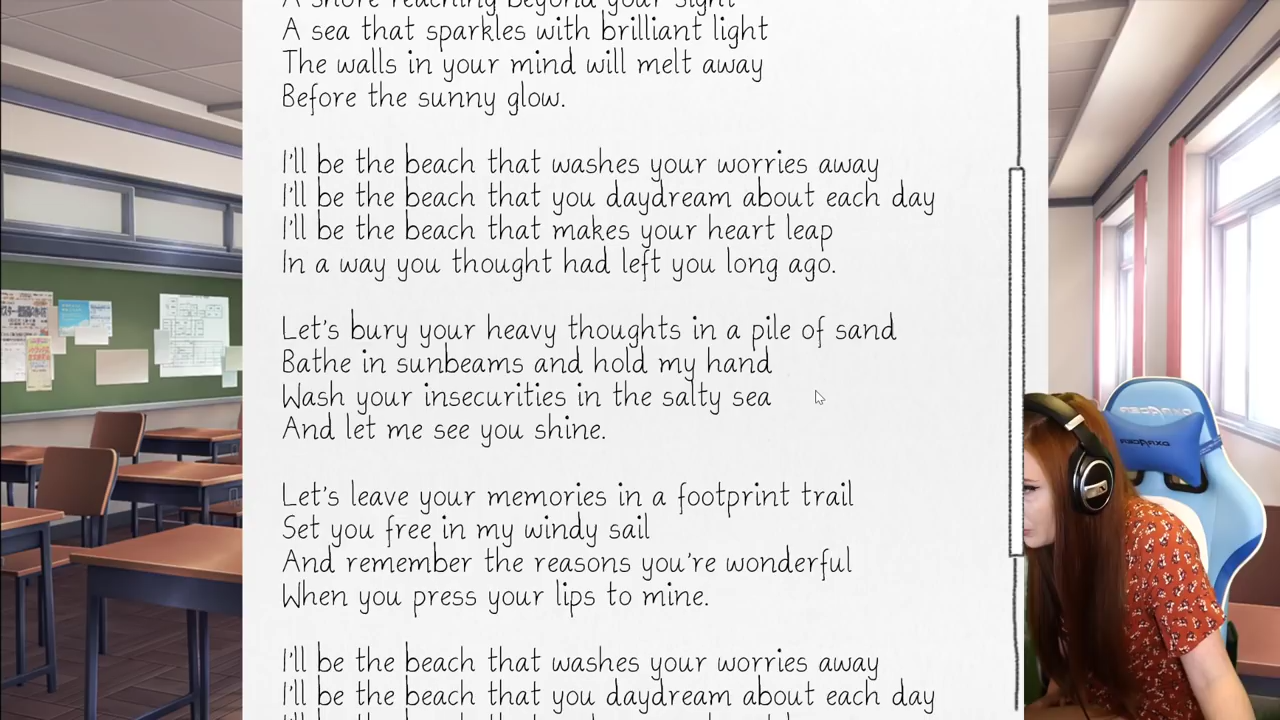 A shore reaching beyond your sight
A sea that sparkles with brilliant light
The walls in your mind will melt away
Before the sunny glow.
I'll be the beach that washes your worries away
I'll be the beach that you daydream about each day
I'll be the beach that makes your heart leap
In a way you thought had left you long ago.
Let's bury your heavy thoughts in a pile of sand
Bathe in sunbeams and hold my hand
Wash your insecurities in the salty sea
And let me see you shine.
Let's leave your memories in a footprint trail
Set you free in my windy sail
And remember the reasons you're wonderful
When you press your lips to mine.
I'll be the beach that washes your worries away
I'll be the beach that you daydream about each day